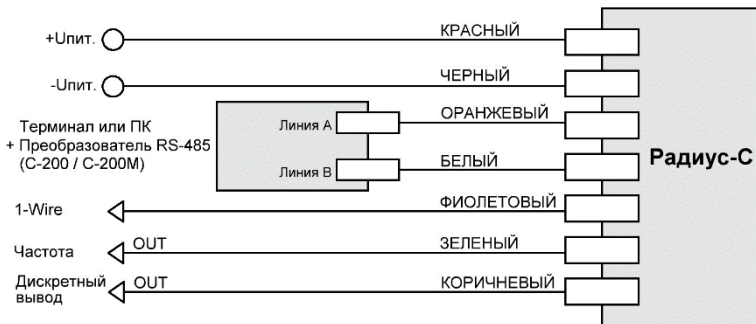 +Uпит. КРАСНЫЙ
-Uпит. ЧЕРНЫЙ
Терминал или ПК
+ Преобразователь RS-485
(С-200 / С-200М)
Линия А ОРАНЖЕВЫЙ
Линия В БЕЛЫЙ
Радиус-С
1-Wire ФИОЛЕТОВЫЙ
Частота OUT ЗЕЛЕНЫЙ
Дискретный
вывод OUT КОРИЧНЕВЫЙ